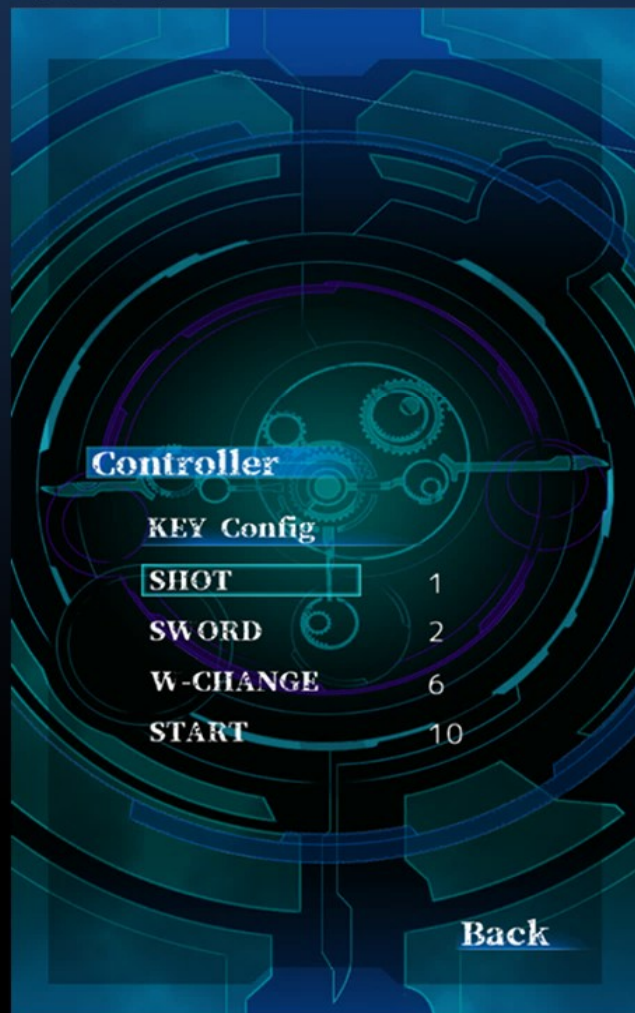 Controller
KEY Config
SHOT 1
SWORD 2
W-CHANGE 6
START 10
Back